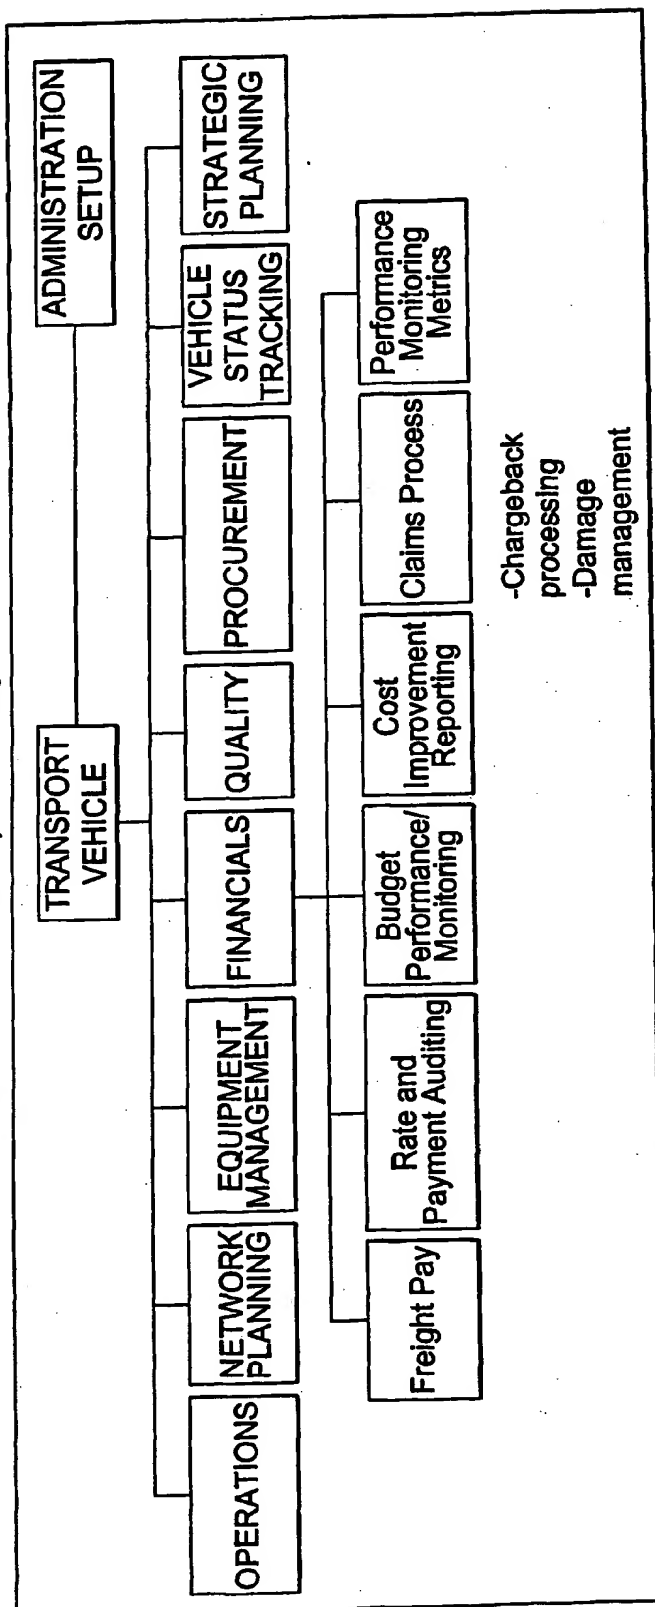 TRANSPORT
VEHICLE
ADMINISTRATION
SETUP
OPERATIONS
NETWORK
PLANNING
EQUIPMENT
MANAGEMENT
FINANCIALS
QUALITY
PROCUREMENT
VEHICLE
STATUS
TRACKING
STRATEGIC
PLANNING
Freight Pay
Rate and
Payment Auditing
Budget
Performance/
Monitoring
Cost
Improvement
Reporting
Claims Process
Performance
Monitoring
Metrics
-Chargeback
processing
-Damage
management